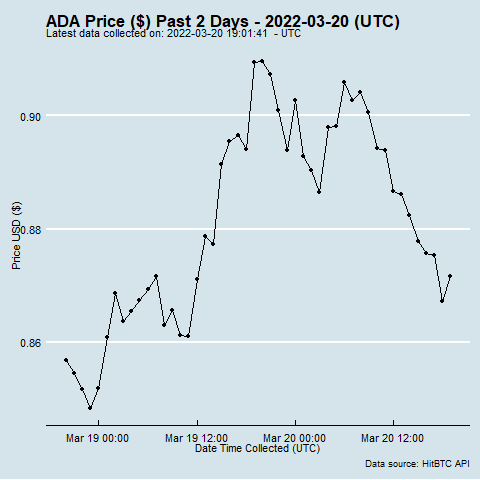 ADA Price ($) Past 2 Days - 2022-03-20 (UTC)
Latest data collected on: 2022-03-20 19:01:41 - UTC
0.90
0.88
0.86
Price USD ($)
Mar 19 00:00 Mar 19 12:00 Mar 20 00:00 Mar 20 12:00
Date Time Collected (UTC)
Data source: HitBTC API